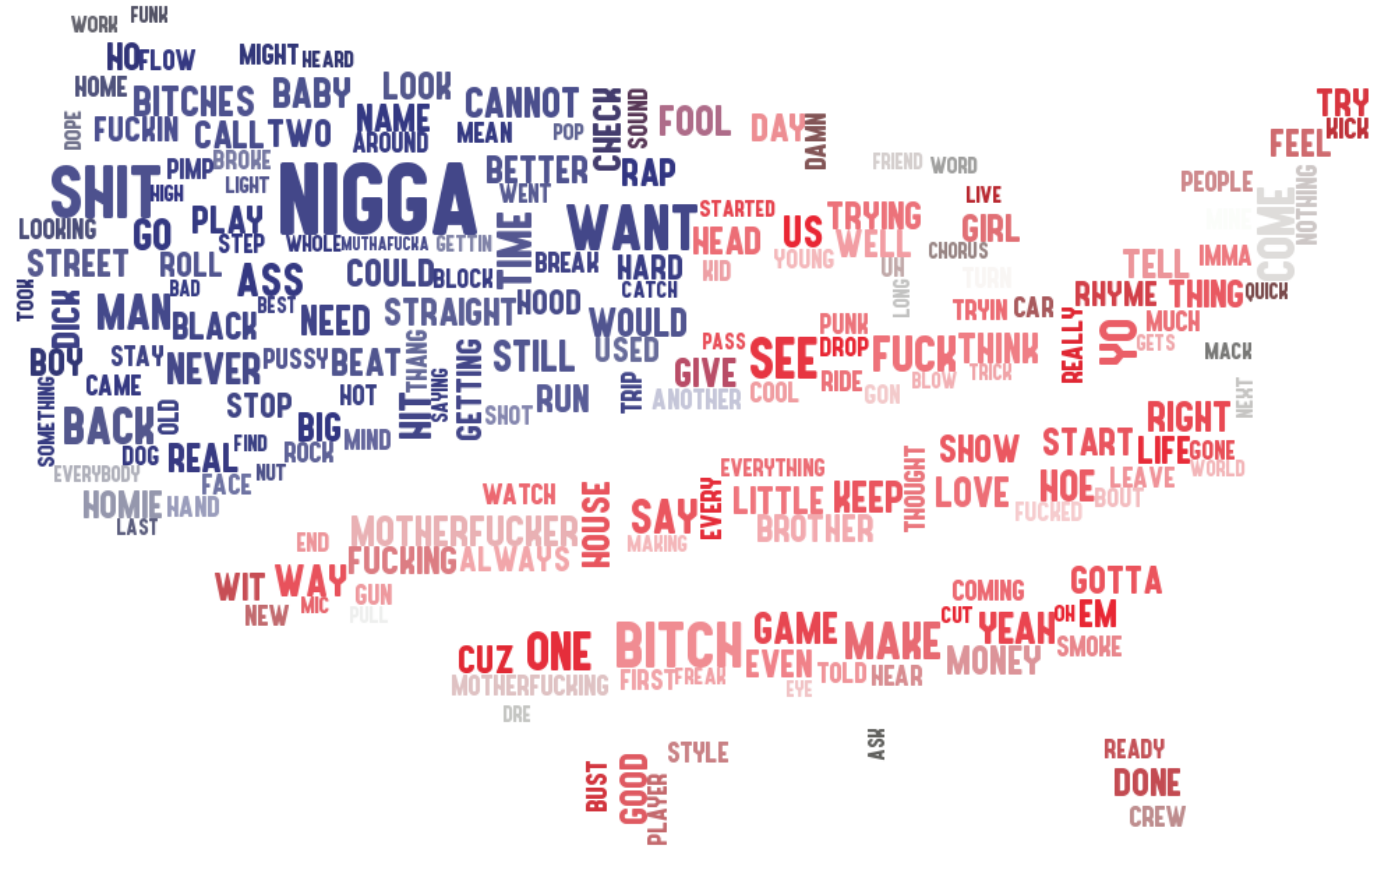 WORK FUNK
HO FLOW MIGHT HEARD
HOME BITCHES BABY LOOK CANNOT CHECK SOUND FOOL DAY DAMN TRY
DOPE FUCKIN CALL TWO NAME AROUND MEAN POP KICK
FEEL
SHIT PIMP BROKE NIGGA BETTER RAP FRIEND WORD PEOPLE COME NOTHING
HIGH LIGHT WENT LIVE
LOOKING GO PLAY TIME WANT STARTED US TRYING GIRL MINE
STEP WHOLE MUTHAFUCKA GETTIN HEAD WELL CHORUS
STREET ROLL ASS COULD BLOCK BREAK HARD KID YOUNG UH TURN TELL IMMA
TOOK DICK BAD BEST CATCH LONG RHYME THING QUICK
MAN BLACK NEED STRAIGHT HOOD WOULD TRYIN CAR REALLY YO MUCH
PUNK GETS
BOY STAY NEVER PUSSY BEAT THANG GETTING STILL USED PASS SEE DROP FUCK THINK MACK
CAME HOT HIT SAYING TRIP GIVE COOL RIDE BLOW TRICK NEXT
SOMETHING BACK OLD STOP BIG SHOT RUN ANOTHER GON RIGHT
DOG REAL FIND ROCK MIND SHOW START LIFE GONE
EVERYBODY FACE NUT EVERYTHING THOUGHT WORLD
HOMIE HAND WATCH HOUSE SAY EVERY LITTLE KEEP LOVE HOE LEAVE BOUT
LAST MOTHERFUCKER BROTHER FUCKED
END FUCKING ALWAYS MAKING
WIT WAY GUN COMING GOTTA
NEW MIC PULL CUT OH EM
CUZ ONE BITCH GAME MAKE YEAH SMOKE
MOTHERFUCKING FIRST FREAK EVEN TOLD HEAR MONEY
DRE EYE
ASK
STYLE READY
BUST GOOD PLAYER DONE
CREW